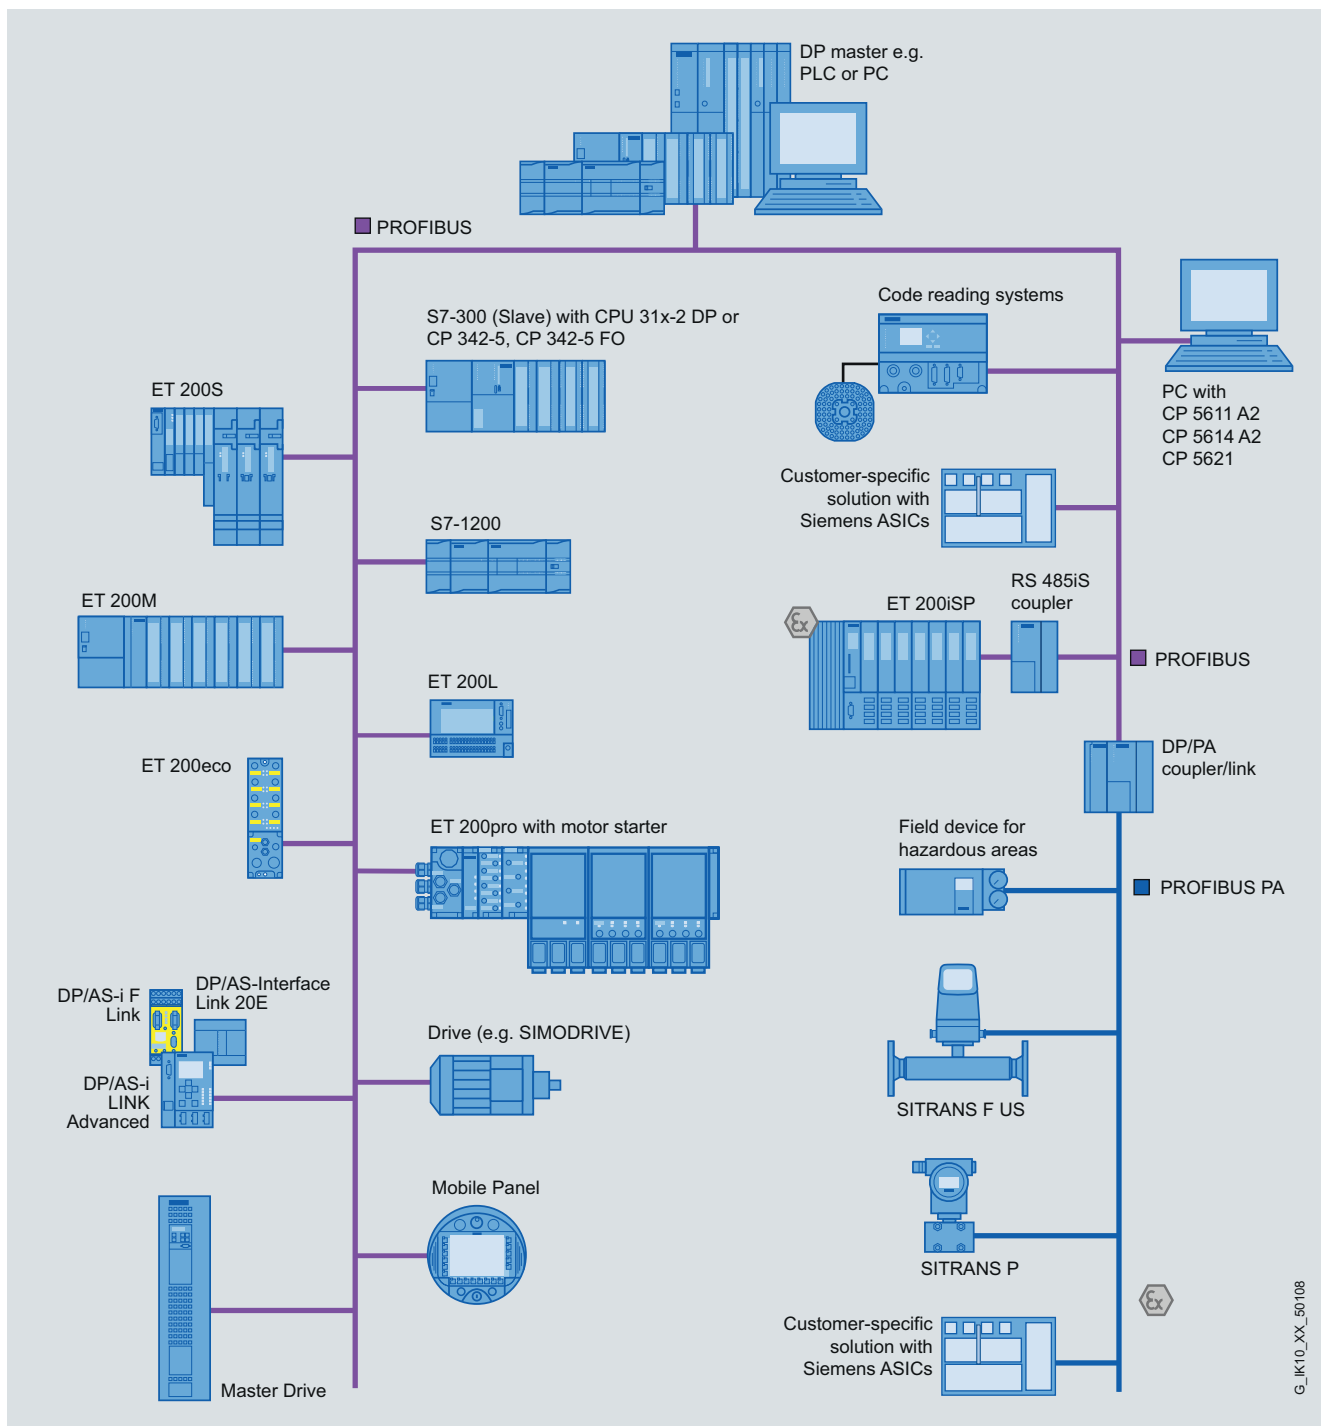 DP master e.g.
PLC or PC
PROFIBUS
S7-300 (Slave) with CPU 31x-2 DP or
CP 342-5, CP 342-5 FO
ET 200S
S7-1200
ET 200M
ET 200L
ET 200eco
ET 200pro with motor starter
DP/AS-i F
Link
DP/AS-Interface
Link 20E
DP/AS-i
LINK
Advanced
Drive (e.g. SIMODRIVE)
Mobile Panel
Master Drive
Code reading systems
PC with
CP 5611 A2
CP 5614 A2
CP 5621
Customer-specific
solution with
Siemens ASICs
RS 485iS
coupler
ET 200iSP
Ex
PROFIBUS
DP/PA
coupler/link
Field device for
hazardous areas
PROFIBUS PA
SITRANS F US
SITRANS P
Ex
Customer-specific
solution with
Siemens ASICs
G_IK10_XX_50108